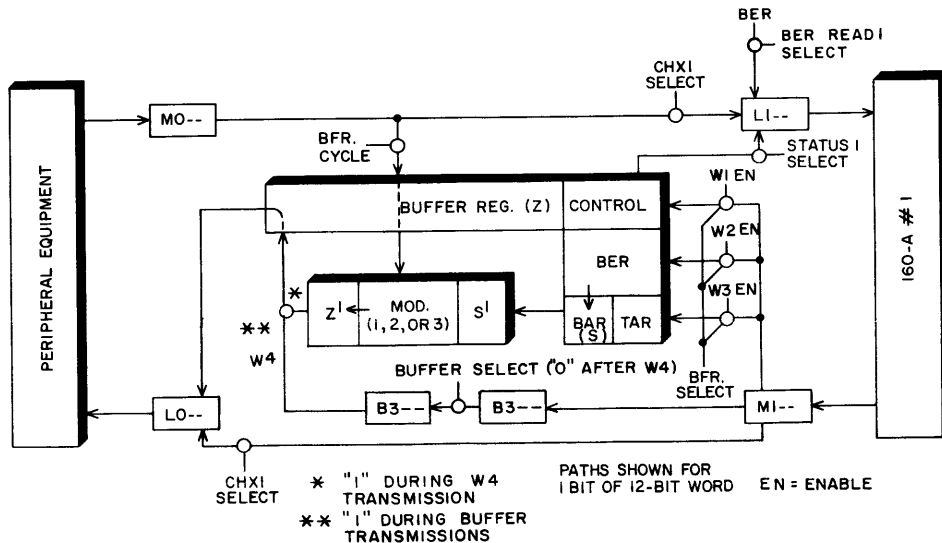 BER
BER READ 1
SELECT
CHX1
SELECT
MO--
L1--
BFR.
CYCLE
STATUS 1
SELECT
PERIPHERAL EQUIPMENT
160-A #1
W1 EN
BUFFER REG. (Z)
CONTROL
W2 EN
BER
W3 EN
*
**
W4
Z'
MOD.
(1, 2, OR 3)
S'
BAR
(S)
TAR
BUFFER SELECT ("0" AFTER W4)
BFR.
SELECT
B3--
B3--
M1--
LO--
CHX1
SELECT
* "1" DURING W4
TRANSMISSION
** "1" DURING BUFFER
TRANSMISSIONS
PATHS SHOWN FOR
1 BIT OF 12-BIT WORD
EN = ENABLE